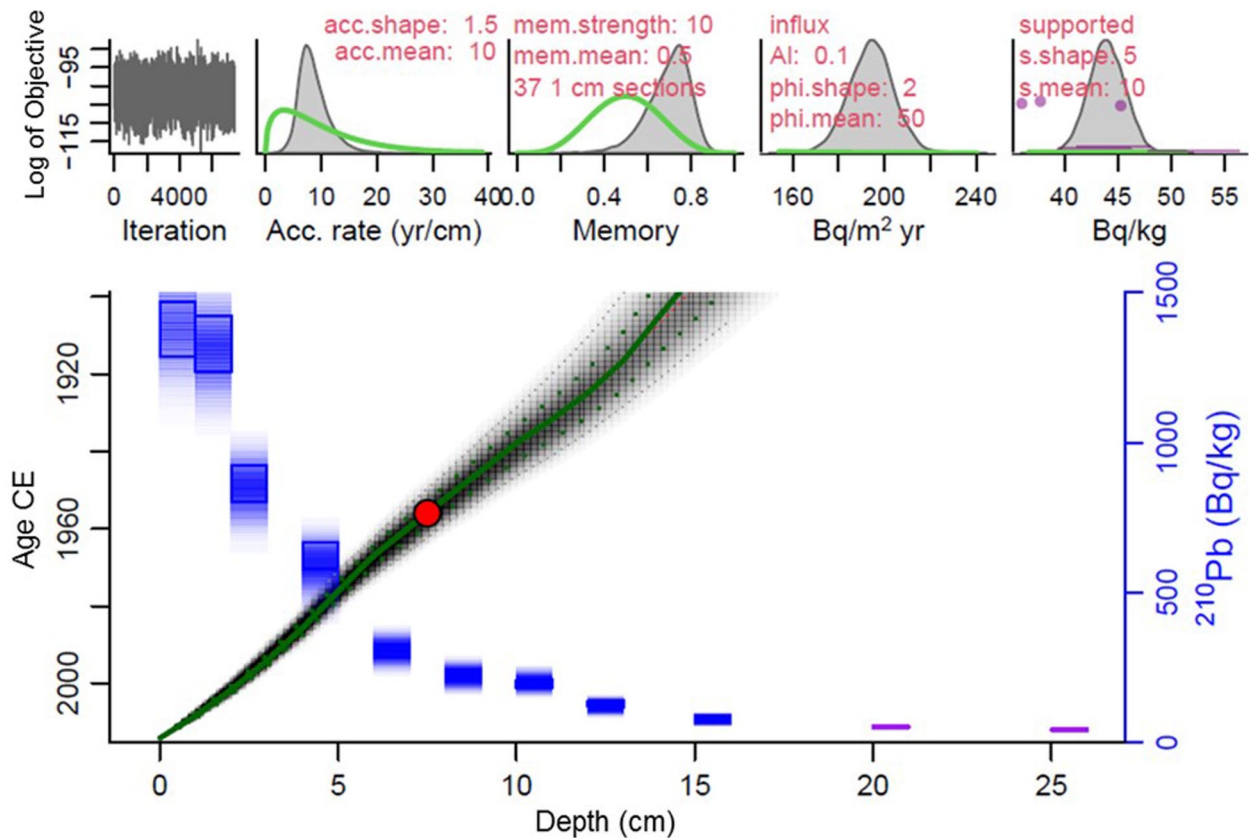 Log of Objective
-95
-115
0
4000
Iteration
acc.shape: 1.5
acc.mean: 10
0
10
20
30
40
Acc. rate (yr/cm)
mem.strength: 10
mem.mean: 0.5
37 1 cm sections
0.0
0.4
0.8
Memory
influx
Al: 0.1
phi.shape: 2
phi.mean: 50
160
200
240
Bq/m² yr
supported
s.shape: 5
s.mean: 10
40
45
55
Bq/kg
Age CE
1920
1960
2000
0
5
10
15
20
25
Depth (cm)
0
500
1000
1500
²¹⁰Pb (Bq/kg)